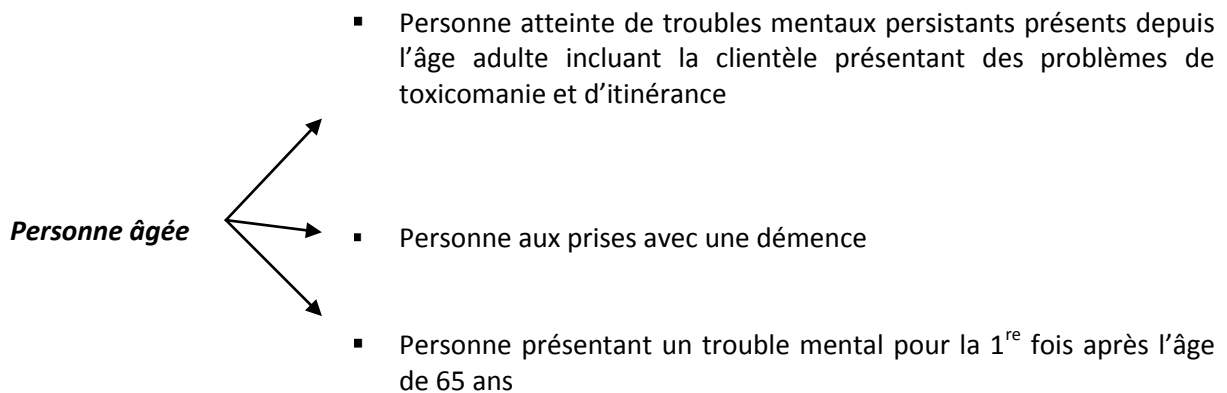 ▪ Personne atteinte de troubles mentaux persistants présents depuis
l’âge adulte incluant la clientèle présentant des problèmes de
toxicomanie et d’itinérance
Personne âgée
▪ Personne aux prises avec une démence
▪ Personne présentant un trouble mental pour la 1re fois après l’âge
de 65 ans